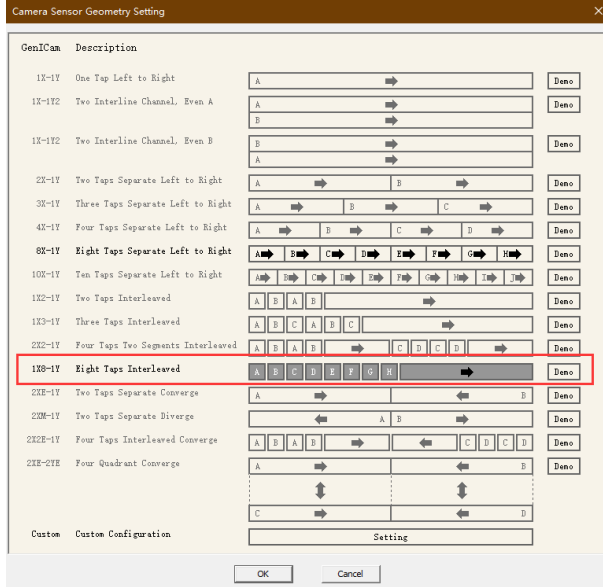 Camera Sensor Geometry Setting ×
GenICam Description
1X-1Y One Tap Left to Right A Demo
1X-1Y2 Two Interline Channel, Even A A Demo
B
1X-1Y2 Two Interline Channel, Even B B Demo
A
2X-1Y Two Taps Separate Left to Right A B Demo
3X-1Y Three Taps Separate Left to Right A B C Demo
4X-1Y Four Taps Separate Left to Right A B C D Demo
8X-1Y Eight Taps Separate Left to Right A B C D E F G H Demo
10X-1Y Ten Taps Separate Left to Right A B C D E F G H I J Demo
1X2-1Y Two Taps Interleaved A B A B Demo
1X3-1Y Three Taps Interleaved A B C A B C Demo
2X2-1Y Four Taps Two Segments Interleaved A B A B C D C D Demo
1X8-1Y Eight Taps Interleaved A B C D E F G H Demo
2XE-1Y Two Taps Separate Converge A B Demo
2XM-1Y Two Taps Separate Diverge A B Demo
2X2E-1Y Four Taps Interleaved Converge A B A B C D C D Demo
2XE-2YE Four Quadrant Converge A B Demo
C D
Custom Custom Configuration Setting
OK Cancel